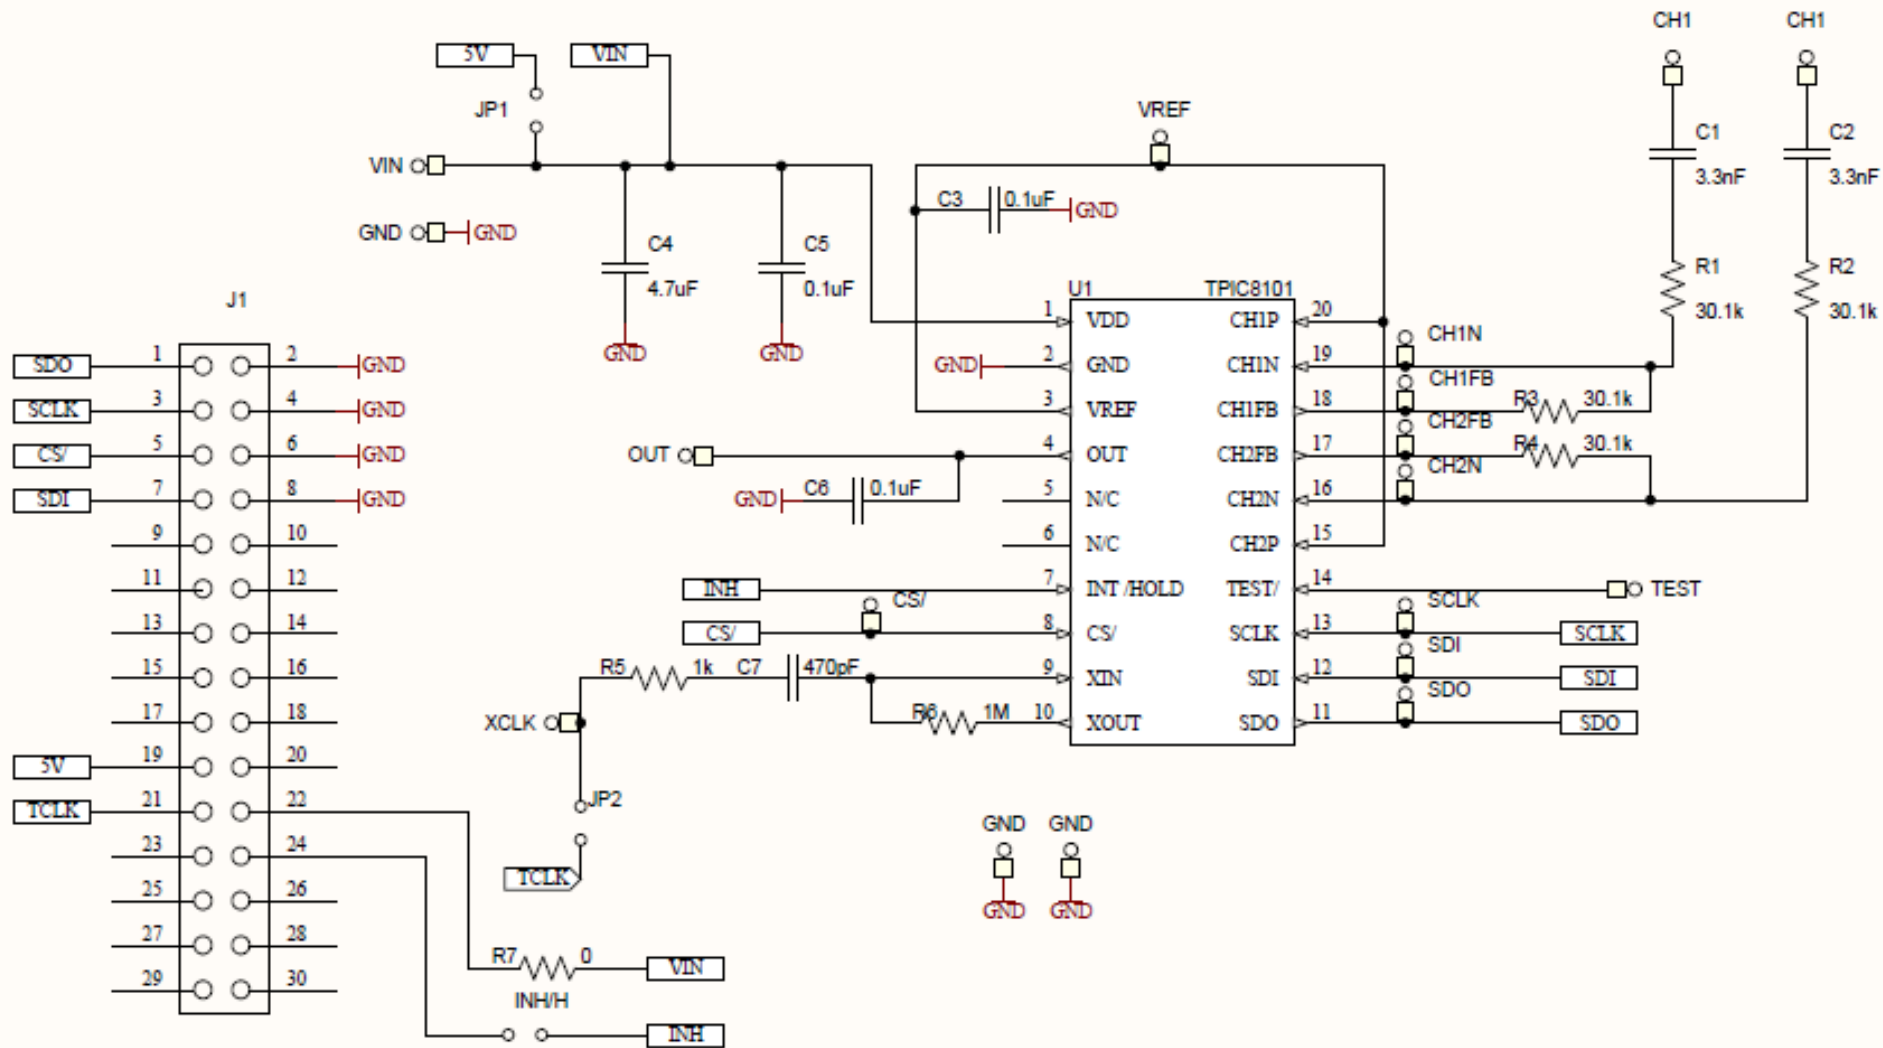 CH1 CH1
5V VIN
JP1 VREF
C1 C2
VIN
3.3nF 3.3nF
C3 0.1uF GND
GND GND
C4 C5
4.7uF 0.1uF
R1 R2
U1 TPIC8101
J1
30.1k 30.1k
1 VDD CH1P 20
CH1N
GND GND
SDO 1 2 GND
GND 2 GND CH1N 19
CH1FB
SCLK 3 4 GND
3 VREF CH1FB 18 R3 30.1k
CH2FB
CS/ 5 6 GND
OUT 4 OUT CH2FB 17 R4 30.1k
CH2N
SDI 7 8 GND
GND C6 0.1uF 5 N/C CH2N 16
9 10
6 N/C CH2P 15
11 12
INH 7 INT /HOLD TEST/ 14 TEST
CS/ SCLK
13 14
CS/ 8 CS/ SCLK 13 SCLK
SDI
15 16
R5 1k C7 470pF 9 XIN SDI 12 SDI
SDO
17 18
XCLK R6 1M 10 XOUT SDO 11 SDO
5V 19 20
TCLK 21 22
JP2
GND GND
23 24
TCLK
25 26
GND GND
27 28
R7 0 VIN
29 30
INH/H
INH